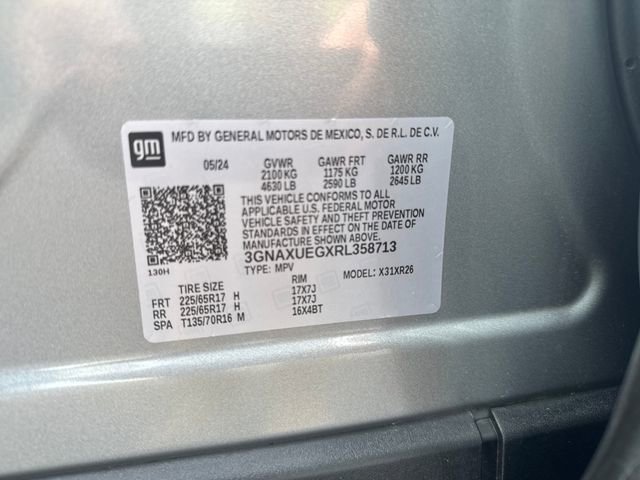 gm
MFD BY GENERAL MOTORS DE MEXICO, S. DE R.L. DE C.V.
05/24 GVWR GAWR FRT GAWR RR
2100 KG 1175 KG 1200 KG
4630 LB 2590 LB 2645 LB
THIS VEHICLE CONFORMS TO ALL
APPLICABLE U.S. FEDERAL MOTOR
VEHICLE SAFETY AND THEFT PREVENTION
STANDARDS IN EFFECT ON THE DATE OF
MANUFACTURE SHOWN ABOVE.
3GNAXUEGXRL358713
130H TYPE: MPV MODEL: X31XR26
TIRE SIZE RIM
FRT 225/65R17 H 17X7J
RR 225/65R17 H 17X7J
SPA T135/70R16 M 16X4BT